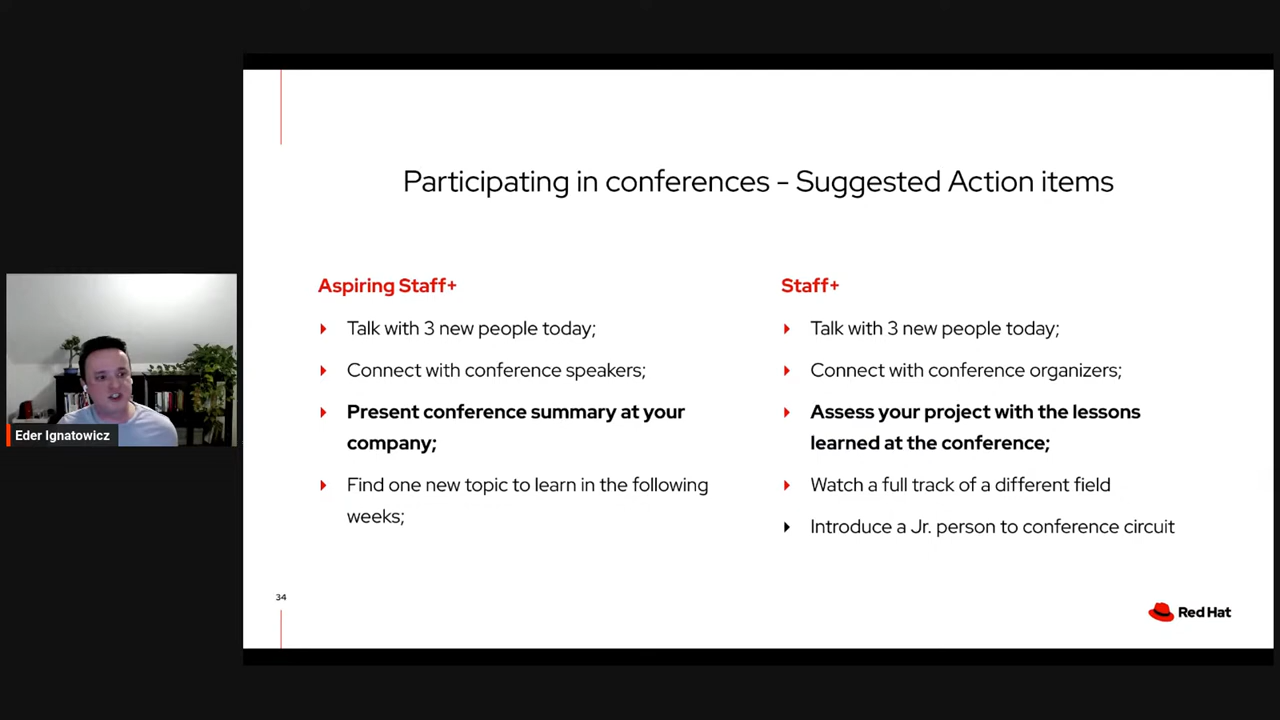 Participating in conferences - Suggested Action items
Aspiring Staff+
Talk with 3 new people today;
Connect with conference speakers;
Present conference summary at your
company;
Find one new topic to learn in the following
weeks;
Staff+
Talk with 3 new people today;
Connect with conference organizers;
Assess your project with the lessons
learned at the conference;
Watch a full track of a different field
Introduce a Jr. person to conference circuit
34
Red Hat
Eder Ignatowicz